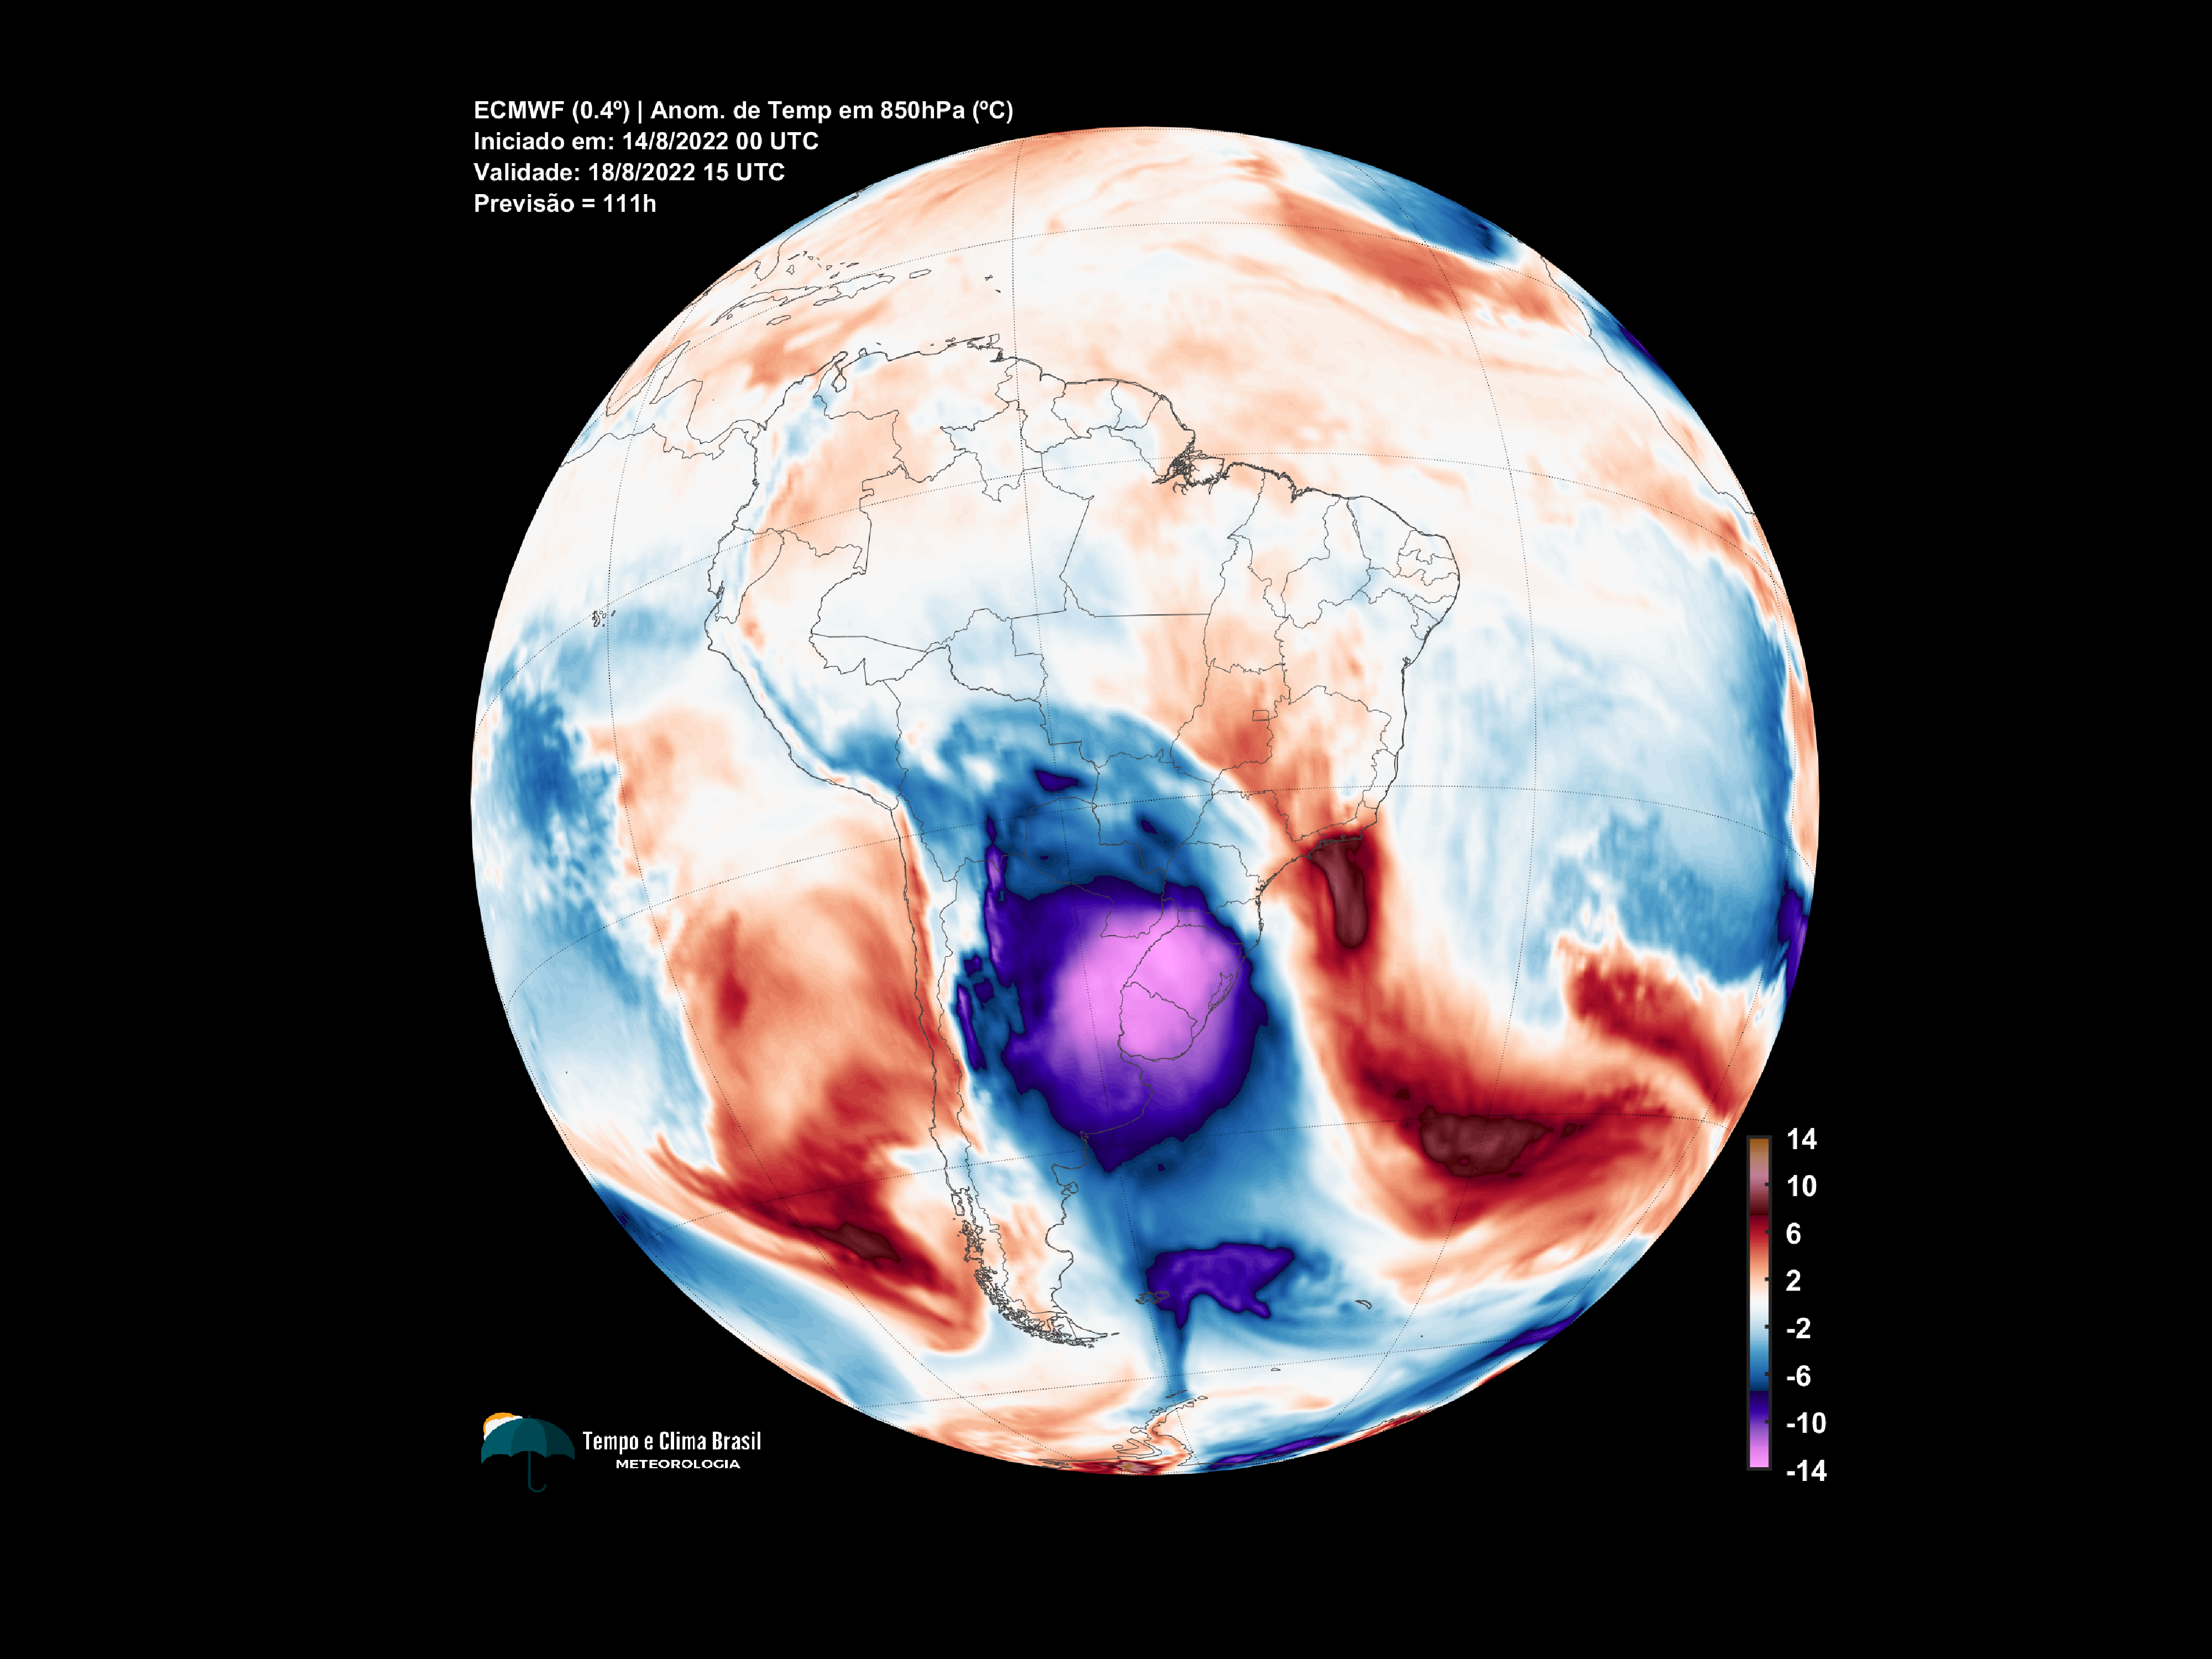 ECMWF (0.4º) | Anom. de Temp em 850hPa (ºC)
Iniciado em: 14/8/2022 00 UTC
Validade: 18/8/2022 15 UTC
Previsão = 111h
14
10
6
2
-2
-6
-10
-14
Tempo e Clima Brasil
METEOROLOGIA